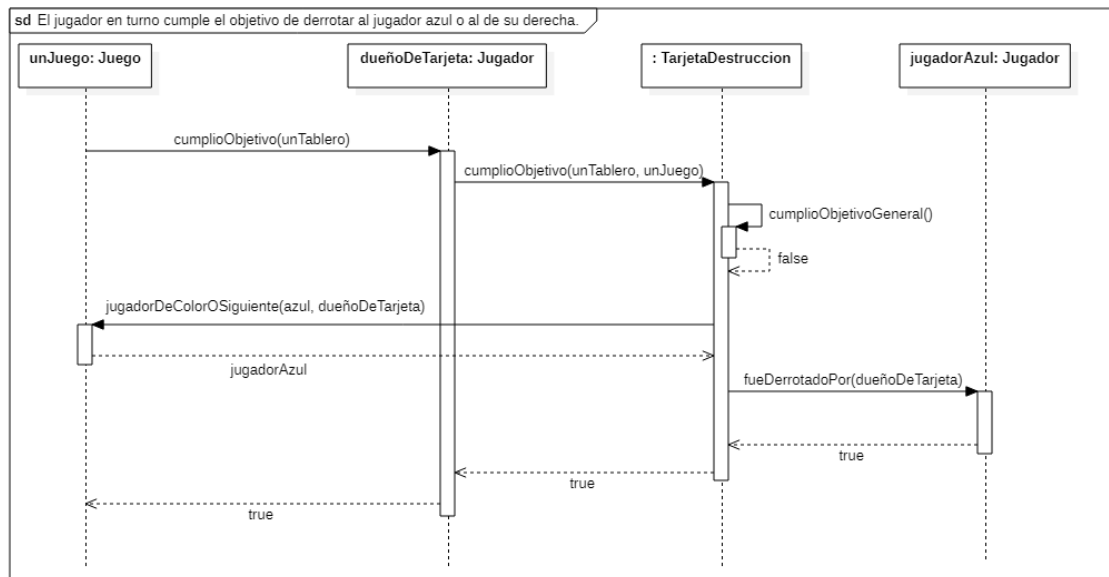 sd El jugador en turno cumple el objetivo de derrotar al jugador azul o al de su derecha.
unJuego: Juego
dueñoDeTarjeta: Jugador
: TarjetaDestruccion
jugadorAzul: Jugador
cumplioObjetivo(unTablero)
cumplioObjetivo(unTablero, unJuego)
cumplioObjetivoGeneral()
false
jugadorDeColorOSiguiente(azul, dueñoDeTarjeta)
jugadorAzul
fueDerrotadoPor(dueñoDeTarjeta)
true
true
true